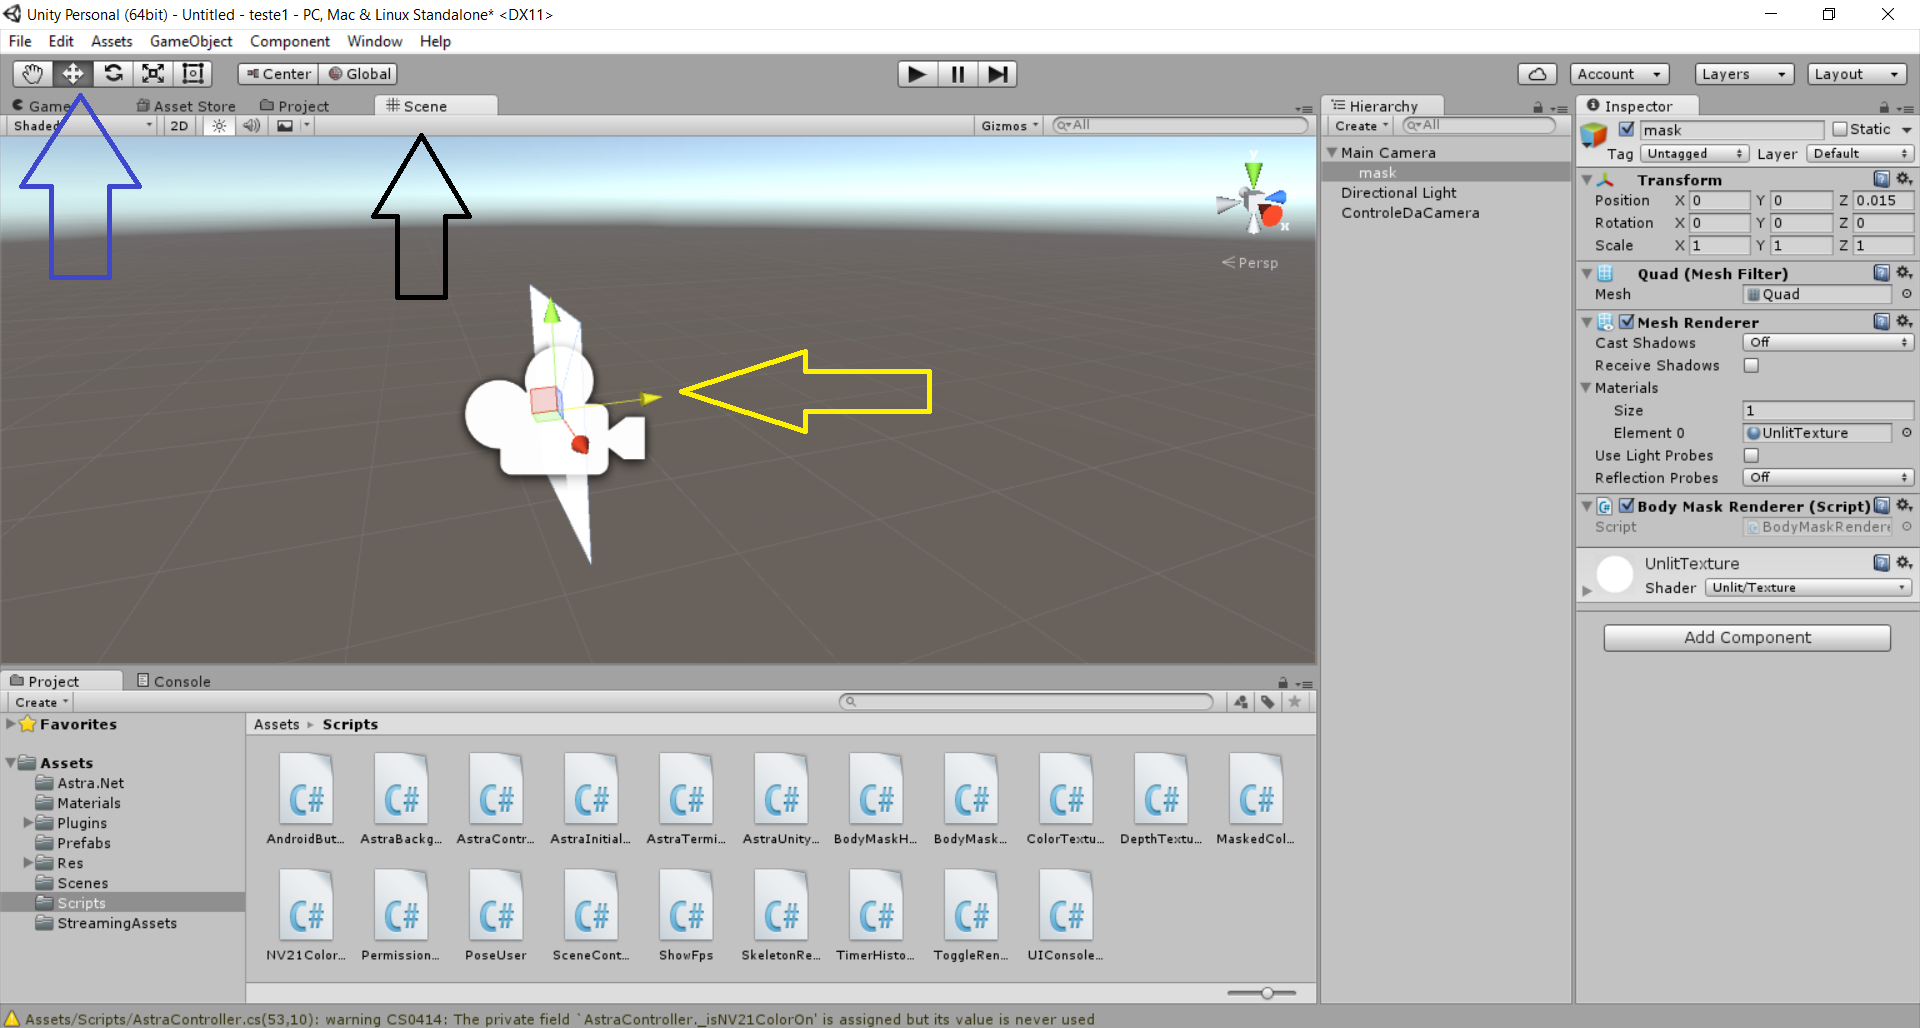 Unity Personal (64bit) - Untitled - teste1 - PC, Mac & Linux Standalone* <DX11>
File Edit Assets GameObject Component Window Help
Center Global
Account Layers Layout
Game Asset Store Project Scene
Shaded 2D Gizmos All
y
x
Persp
Hierarchy
Create All
Main Camera
mask
Directional Light
ControleDaCamera
Inspector
mask Static
Tag Untagged Layer Default
Transform
Position X 0 Y 0 Z 0.015
Rotation X 0 Y 0 Z 0
Scale X 1 Y 1 Z 1
Quad (Mesh Filter)
Mesh Quad
Mesh Renderer
Cast Shadows Off
Receive Shadows
Materials
Size 1
Element 0 UnlitTexture
Use Light Probes
Reflection Probes Off
Body Mask Renderer (Script)
Script BodyMaskRendere
UnlitTexture
Shader Unlit/Texture
Add Component
Project Console
Create
Favorites
Assets
Astra.Net
Materials
Plugins
Prefabs
Res
Scenes
Scripts
StreamingAssets
Assets Scripts
C# C# C# C# C# C# C# C# C# C# C#
AndroidBut... AstraBackg... AstraContr... AstraInitial... AstraTermi... AstraUnity... BodyMaskH... BodyMask... ColorTextu... DepthTextu... MaskedCol...
C# C# C# C# C# C# C# C# C#
NV21Color... Permission... PoseUser SceneCont... ShowFps SkeletonRe... TimerHisto... ToggleRen... UIConsole...
Assets/Scripts/AstraController.cs(53,10): warning CS0414: The private field `AstraController._isNV21ColorOn' is assigned but its value is never used